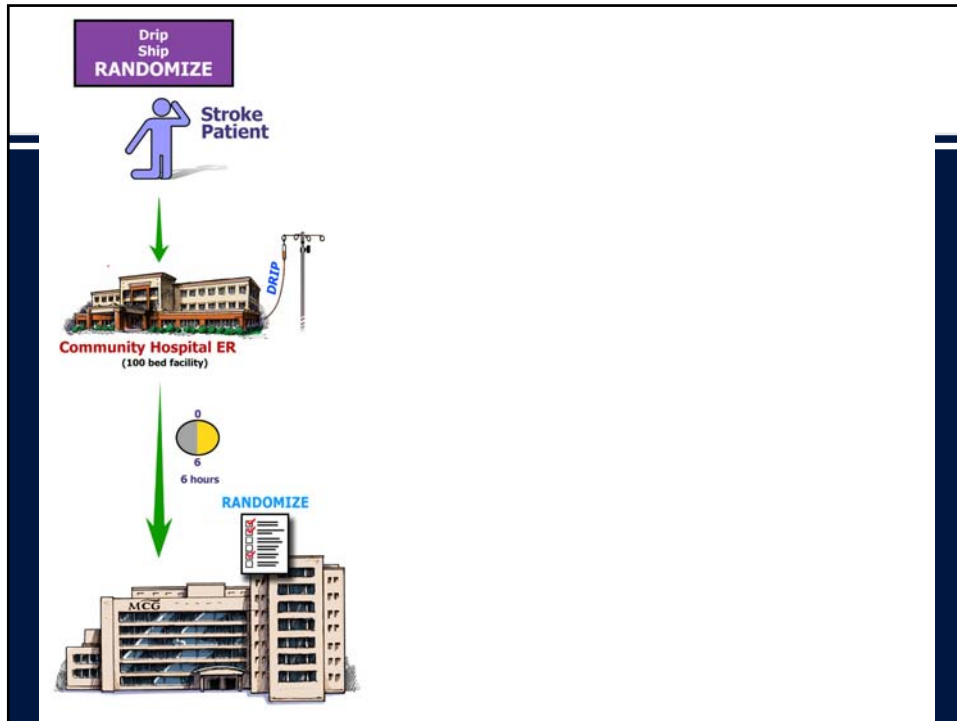 Drip
Ship
RANDOMIZE
Stroke
Patient
DRIP
Community Hospital ER
(100 bed facility)
0
6
6 hours
RANDOMIZE
MCG